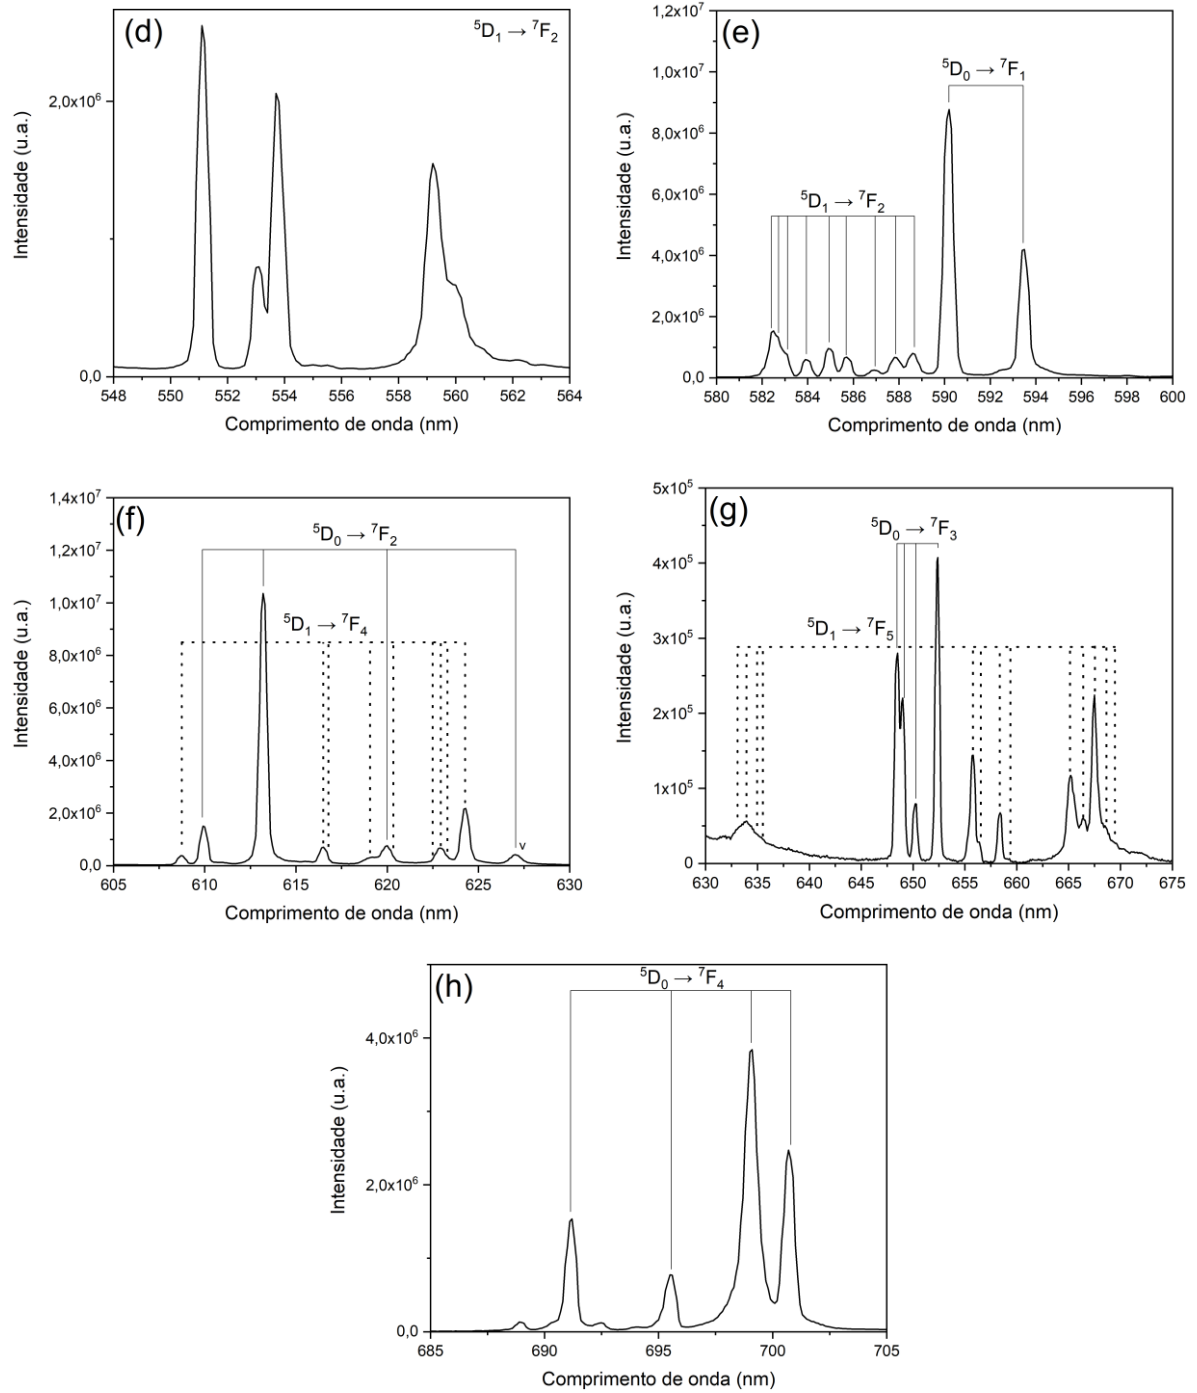 (d)
⁵D₁ → ⁷F₂
2,0x10⁶
0,0
548 550 552 553 554 556 558 560 562 564
Intensidade (u.a.)
Comprimento de onda (nm)
(e)
1,2x10⁷
⁵D₀ → ⁷F₁
1,0x10⁷
8,0x10⁶
6,0x10⁶
⁵D₁ → ⁷F₂
4,0x10⁶
2,0x10⁶
0,0
580 582 584 586 588 590 592 594 596 598 600
Intensidade (u.a.)
Comprimento de onda (nm)
(f)
1,4x10⁷
⁵D₀ → ⁷F₂
1,2x10⁷
1,0x10⁷
⁵D₁ → ⁷F₄
8,0x10⁶
6,0x10⁶
4,0x10⁶
2,0x10⁶
v
0,0
605 610 615 620 625 630
Intensidade (u.a.)
Comprimento de onda (nm)
(g)
5x10⁵
⁵D₀ → ⁷F₃
4x10⁵
⁵D₁ → ⁷F₅
3x10⁵
2x10⁵
1x10⁵
0
630 635 640 645 650 655 660 665 670 675
Intensidade (u.a.)
Comprimento de onda (nm)
(h)
⁵D₀ → ⁷F₄
4,0x10⁶
2,0x10⁶
0,0
685 690 695 700 705
Intensidade (u.a.)
Comprimento de onda (nm)